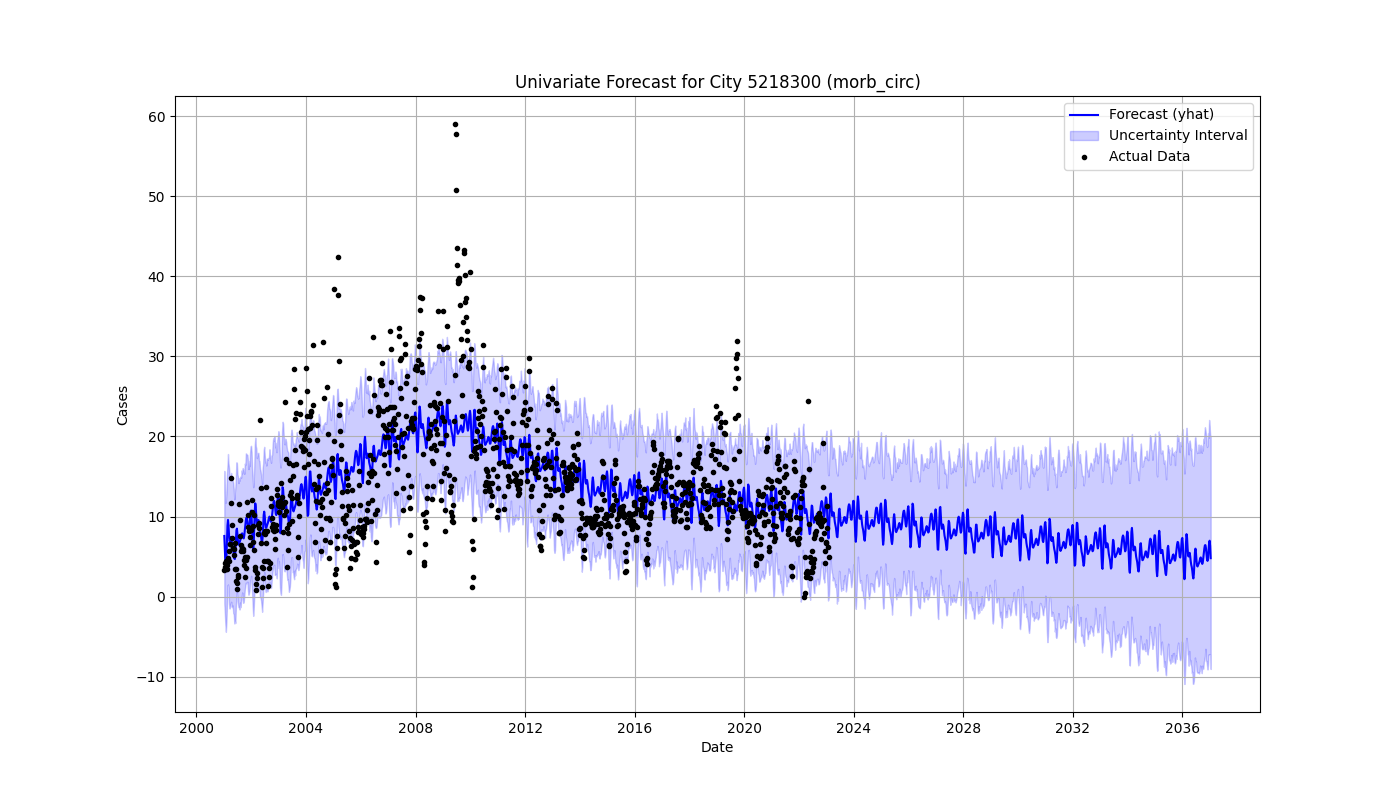 Univariate Forecast for City 5218300 (morb_circ)
Forecast (yhat)
Uncertainty Interval
Actual Data
Cases
60
50
40
30
20
10
0
−10
2000 2004 2008 2012 2016 2020 2024 2028 2032 2036
Date